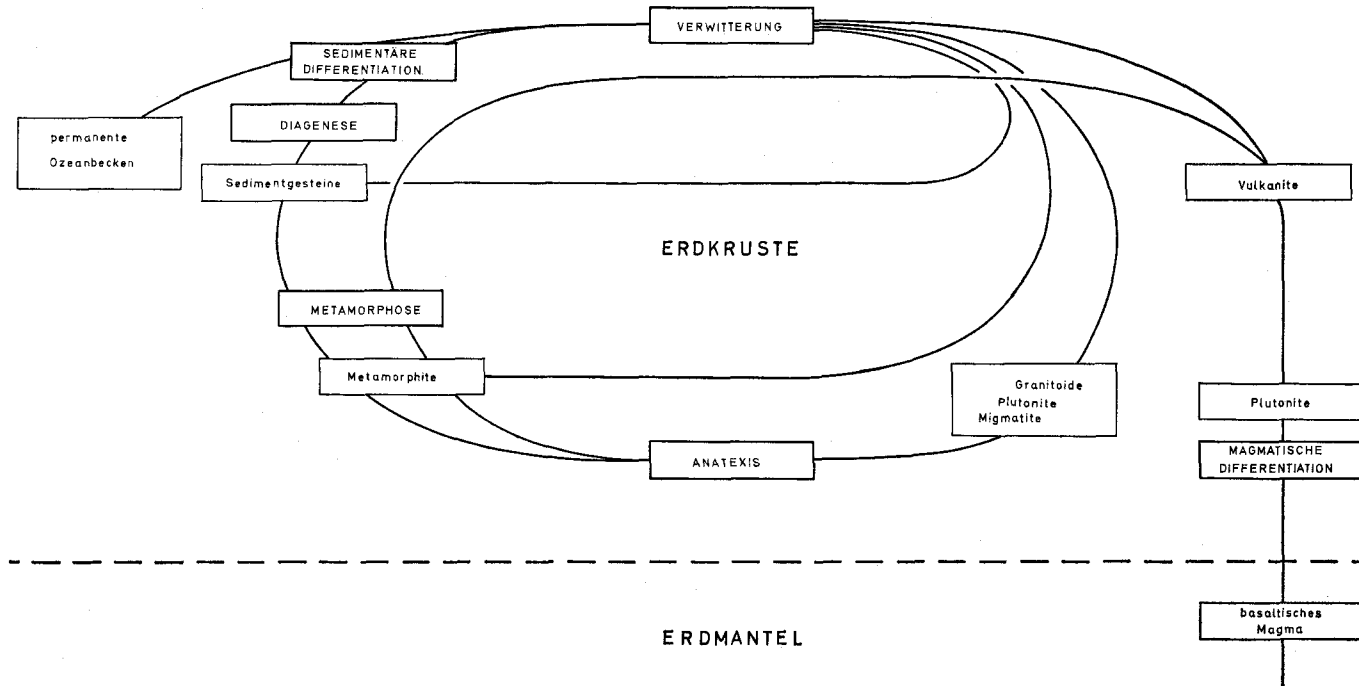 VERWITTERUNG
SEDIMENTÄRE
DIFFERENTIATION.
DIAGENESE
permanente
Ozeanbecken
Sedimentgesteine
Vulkanite
ERDKRUSTE
METAMORPHOSE
Metamorphite
Granitoide
Plutonite
Migmatite
Plutonite
ANATEXIS
MAGMATISCHE
DIFFERENTIATION
basaltisches
Magma
ERDMANTEL